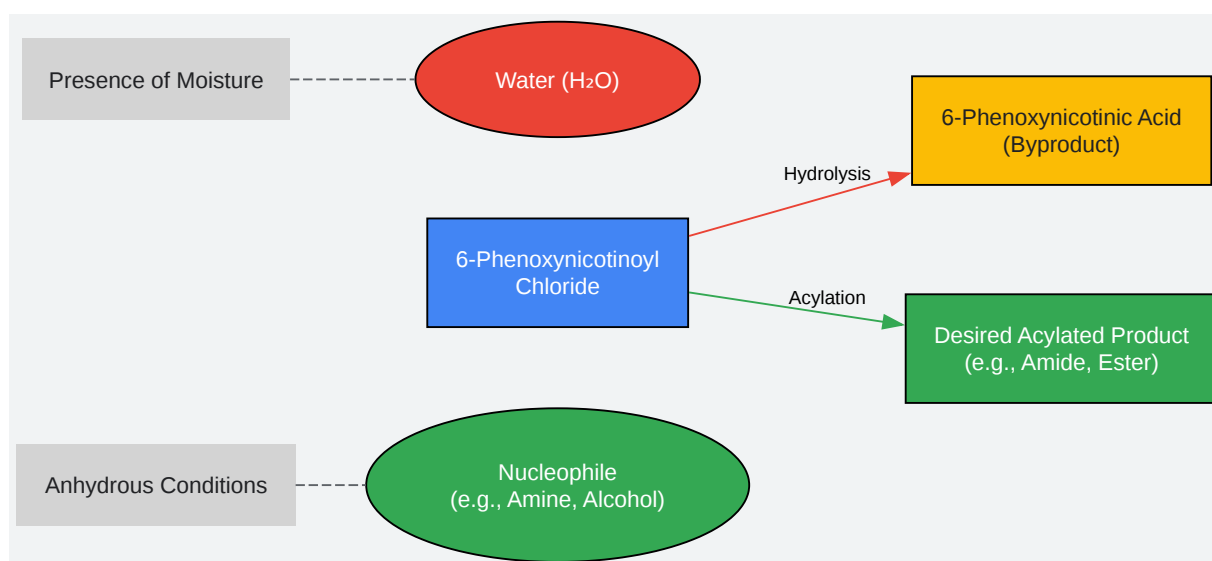 Presence of Moisture
Water (H₂O)
6-Phenoxynicotinic Acid
(Byproduct)
Hydrolysis
6-Phenoxynicotinoyl
Chloride
Acylation
Desired Acylated Product
(e.g., Amide, Ester)
Anhydrous Conditions
Nucleophile
(e.g., Amine, Alcohol)